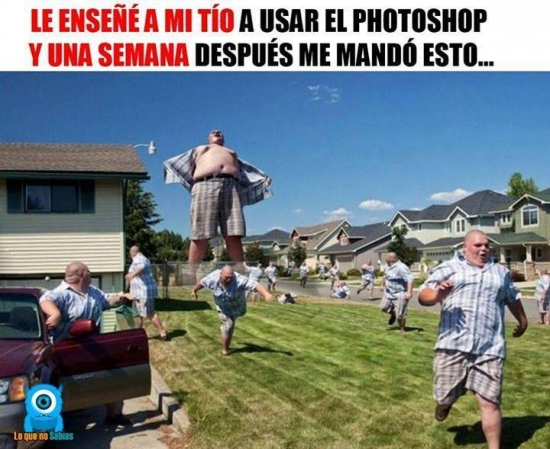 LE ENSEÑÉ A MI TÍO A USAR EL PHOTOSHOP
Y UNA SEMANA DESPUÉS ME MANDÓ ESTO...
Lo que no Sabías